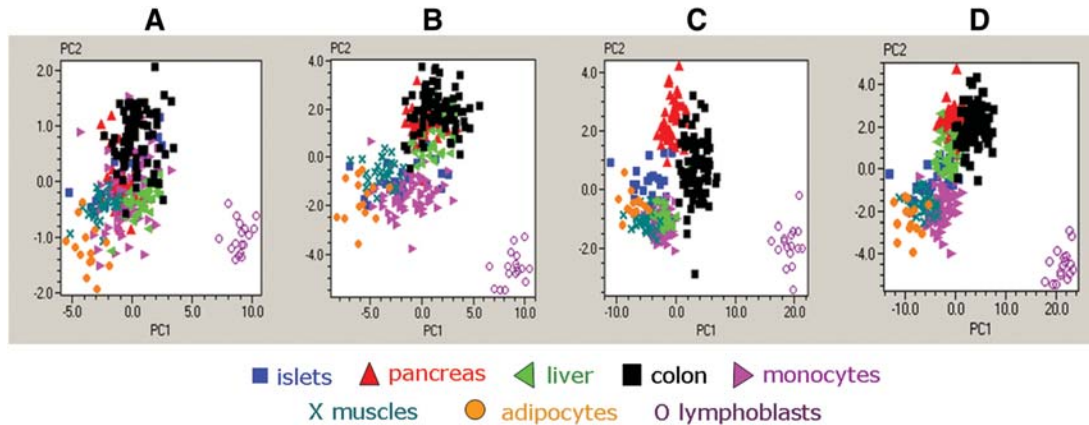 A B C D
PC2 PC2 PC2 PC2
2.0 4.0 4.0 4.0
1.0 2.0 2.0 2.0
0.0 0.0 0.0 0.0
-1.0 -2.0 -2.0
-2.0 -4.0 -2.0 -4.0
-5.0 0.0 5.0 10.0 -5.0 0.0 5.0 10.0 -10.0 0.0 10.0 20.0 -10.0 0.0 10.0 20.0
PC1 PC1 PC1 PC1
islets pancreas liver colon monocytes
X muscles adipocytes O lymphoblasts